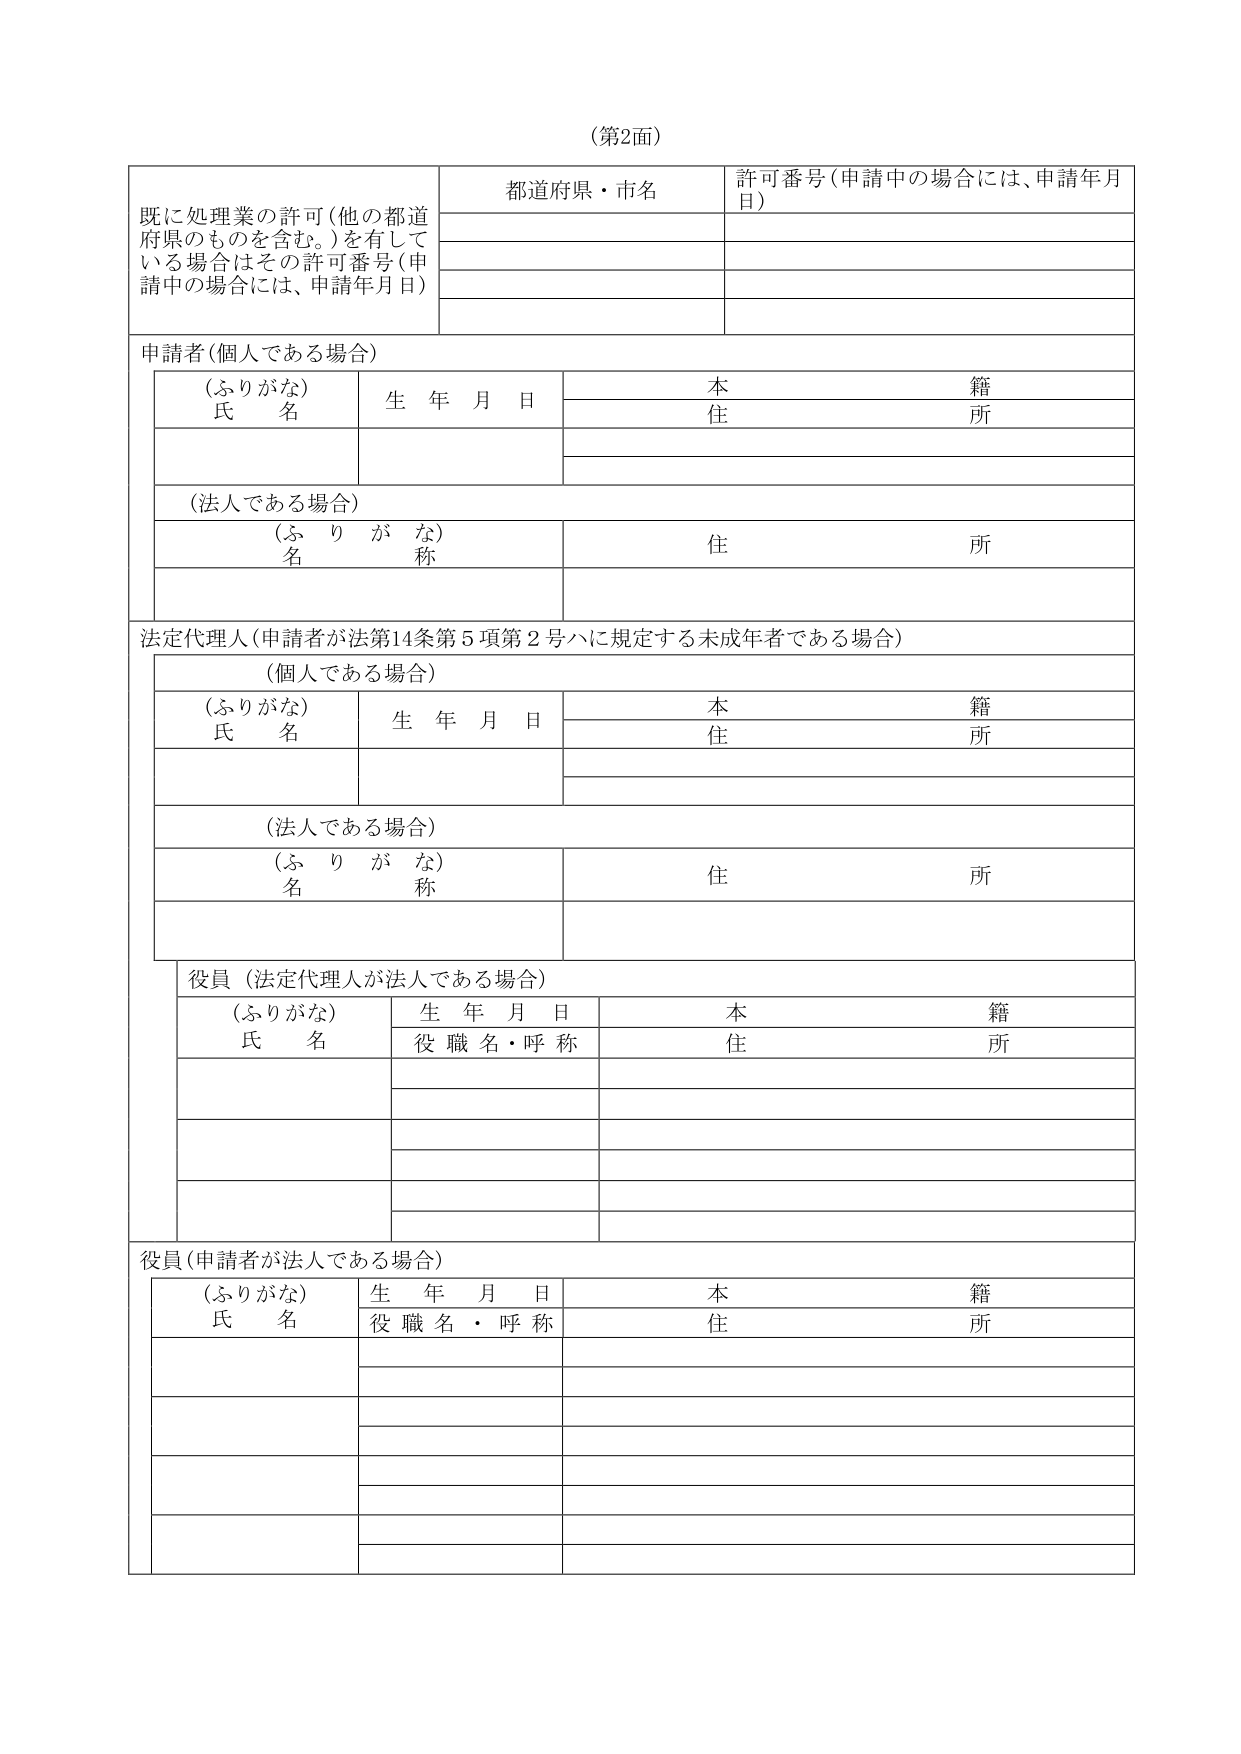 （第2面）
都道府県・市名
許可番号（申請中の場合には、申請年月
日）
既に処理業の許可（他の都道
府県のものを含む。）を有して
いる場合はその許可番号（申
請中の場合には、申請年月日）
申請者（個人である場合）
（ふりがな）
氏　　名
生　年　月　日
本　　　　　　　　　　　籍
住　　　　　　　　　　　所
（法人である場合）
（ふ　り　が　な）
名　　　　　称
住　　　　　　　　　　　所
法定代理人（申請者が法第14条第５項第２号ハに規定する未成年者である場合）
（個人である場合）
（ふりがな）
氏　　名
生　年　月　日
本　　　　　　　　　　　籍
住　　　　　　　　　　　所
（法人である場合）
（ふ　り　が　な）
名　　　　　称
住　　　　　　　　　　　所
役員（法定代理人が法人である場合）
（ふりがな）
氏　　名
生　年　月　日
役 職 名・呼 称
本　　　　　　　　　　　籍
住　　　　　　　　　　　所
役員（申請者が法人である場合）
（ふりがな）
氏　　名
生　年　月　日
役 職 名 ・ 呼 称
本　　　　　　　　　　　籍
住　　　　　　　　　　　所